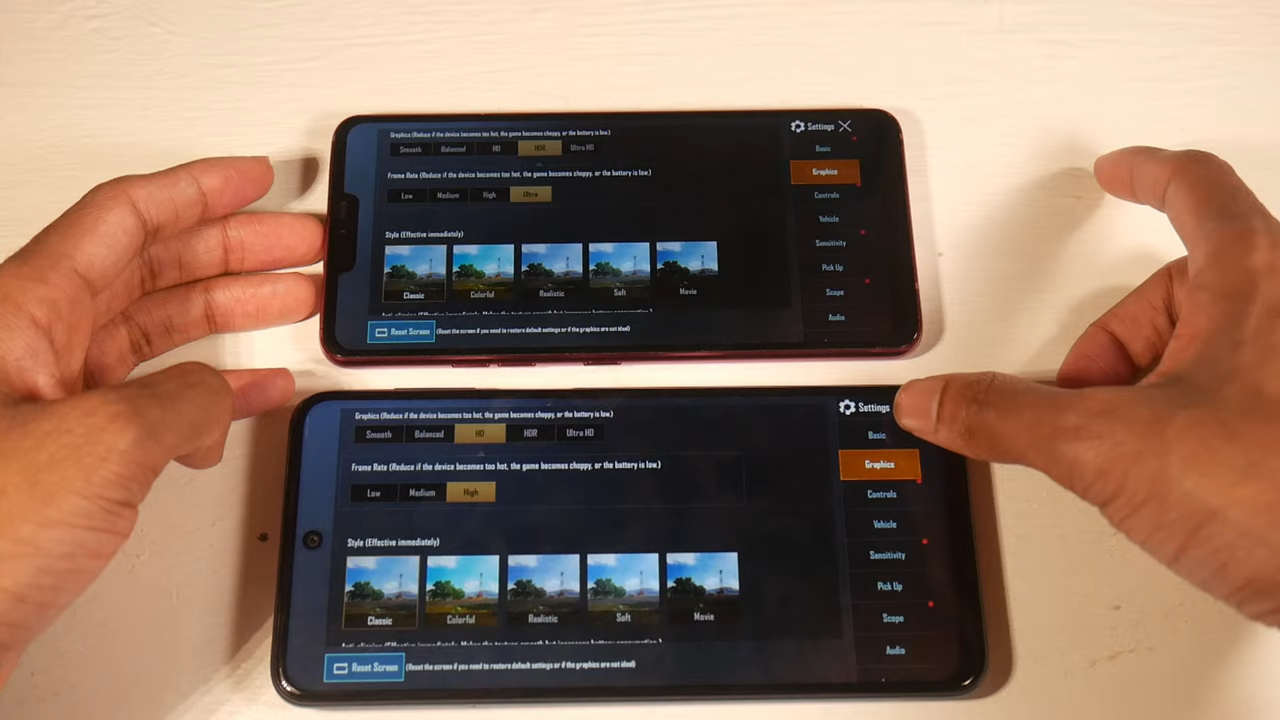 Graphics (Reduce if the device becomes too hot, the game becomes choppy, or the battery is low.)
Smooth Balanced HD HDR Ultra HD
Frame Rate (Reduce if the device becomes too hot, the game becomes choppy, or the battery is low.)
Low Medium High Ultra
Style (Effective immediately)
Classic Colorful Realistic Soft Movie
Reset Screen (Reset the screen if you need to restore default settings or if the graphics are not ideal)
Settings
Basic
Graphics
Controls
Vehicle
Sensitivity
Pick Up
Scope
Audio
Graphics (Reduce if the device becomes too hot, the game becomes choppy, or the battery is low.)
Smooth Balanced HD HDR Ultra HD
Frame Rate (Reduce if the device becomes too hot, the game becomes choppy, or the battery is low.)
Low Medium High
Style (Effective immediately)
Classic Colorful Realistic Soft Movie
Reset Screen (Reset the screen if you need to restore default settings or if the graphics are not ideal)
Settings
Basic
Graphics
Controls
Vehicle
Sensitivity
Pick Up
Scope
Audio